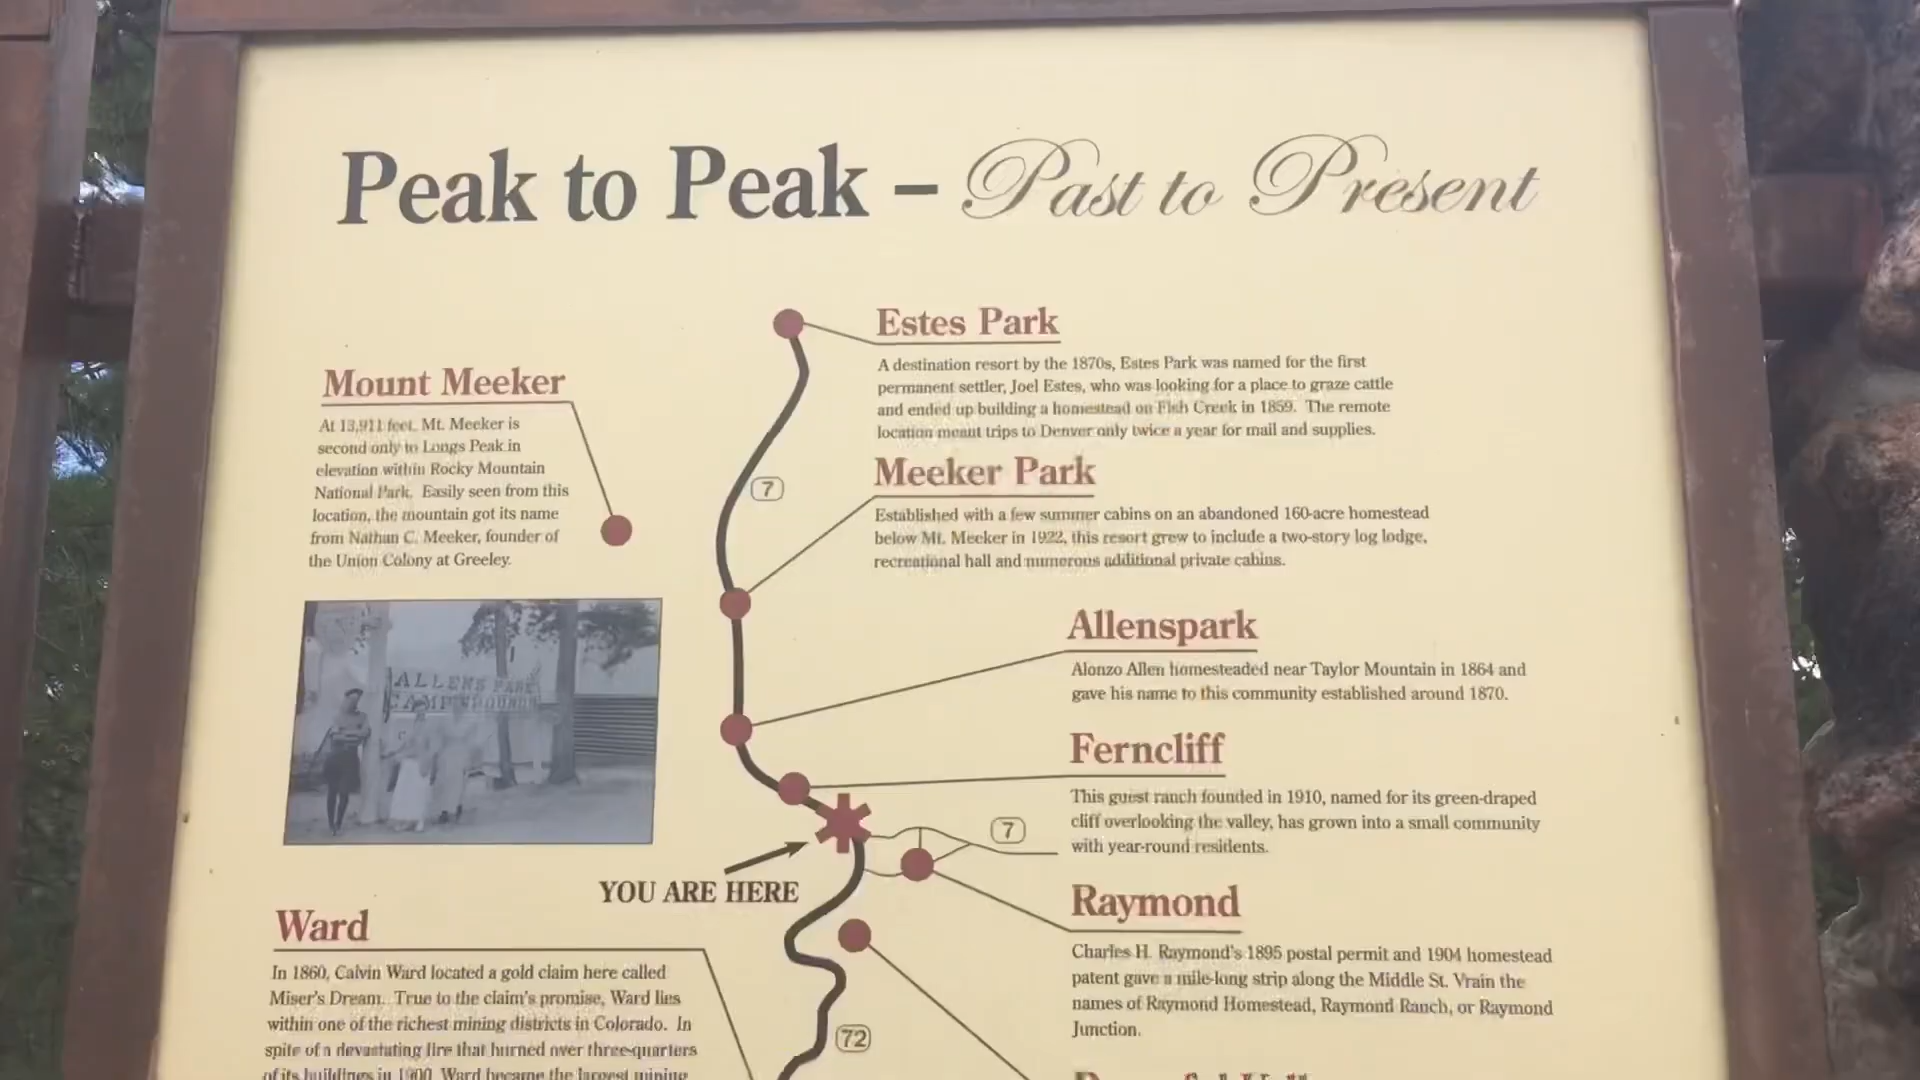 Peak to Peak – Past to Present
Estes Park
A destination resort by the 1870s, Estes Park was named for the first
permanent settler, Joel Estes, who was looking for a place to graze cattle
and ended up building a homestead on Fish Creek in 1859. The remote
location meant trips to Denver only twice a year for mail and supplies.
Mount Meeker
At 13,911 feet, Mt. Meeker is
second only to Longs Peak in
elevation within Rocky Mountain
National Park. Easily seen from this
location, the mountain got its name
from Nathan C. Meeker, founder of
the Union Colony at Greeley.
7
Meeker Park
Established with a few summer cabins on an abandoned 160-acre homestead
below Mt. Meeker in 1922, this resort grew to include a two-story log lodge,
recreational hall and numerous additional private cabins.
ALLENS PARK
CAMPGROUND
Allenspark
Alonzo Allen homesteaded near Taylor Mountain in 1864 and
gave his name to this community established around 1870.
Ferncliff
This guest ranch founded in 1910, named for its green-draped
cliff overlooking the valley, has grown into a small community
with year-round residents.
7
YOU ARE HERE
Raymond
Charles H. Raymond's 1895 postal permit and 1904 homestead
patent gave a mile-long strip along the Middle St. Vrain the
names of Raymond Homestead, Raymond Ranch, or Raymond
Junction.
Ward
In 1860, Calvin Ward located a gold claim here called
Miser's Dream. True to the claim's promise, Ward lies
within one of the richest mining districts in Colorado. In
spite of a devastating fire that burned over three-quarters
of its buildings in 1900, Ward became the largest mining
72